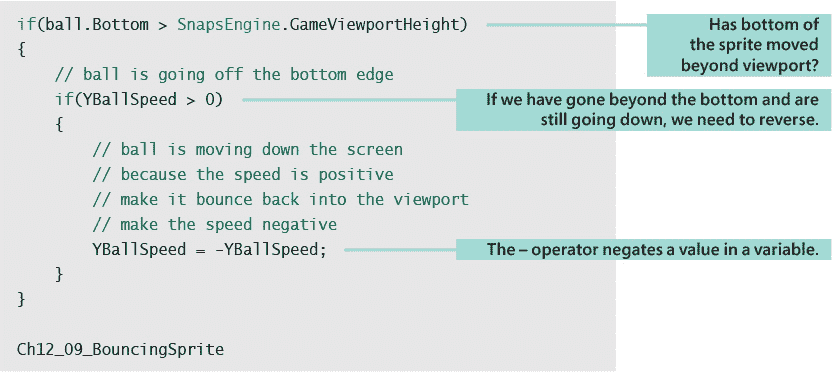 if(ball.Bottom > SnapsEngine.GameViewportHeight)
Has bottom of
the sprite moved
beyond viewport?
{
// ball is going off the bottom edge
if(YBallSpeed > 0)
If we have gone beyond the bottom and are
still going down, we need to reverse.
{
// ball is moving down the screen
// because the speed is positive
// make it bounce back into the viewport
// make the speed negative
YBallSpeed = -YBallSpeed;
The – operator negates a value in a variable.
}
}
Ch12_09_BouncingSprite